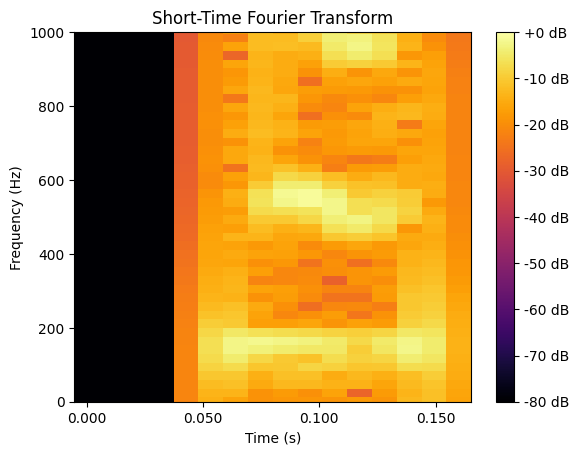 Short-Time Fourier Transform
1000
800
600
400
200
0
Frequency (Hz)
0.000
0.050
0.100
0.150
Time (s)
+0 dB
-10 dB
-20 dB
-30 dB
-40 dB
-50 dB
-60 dB
-70 dB
-80 dB